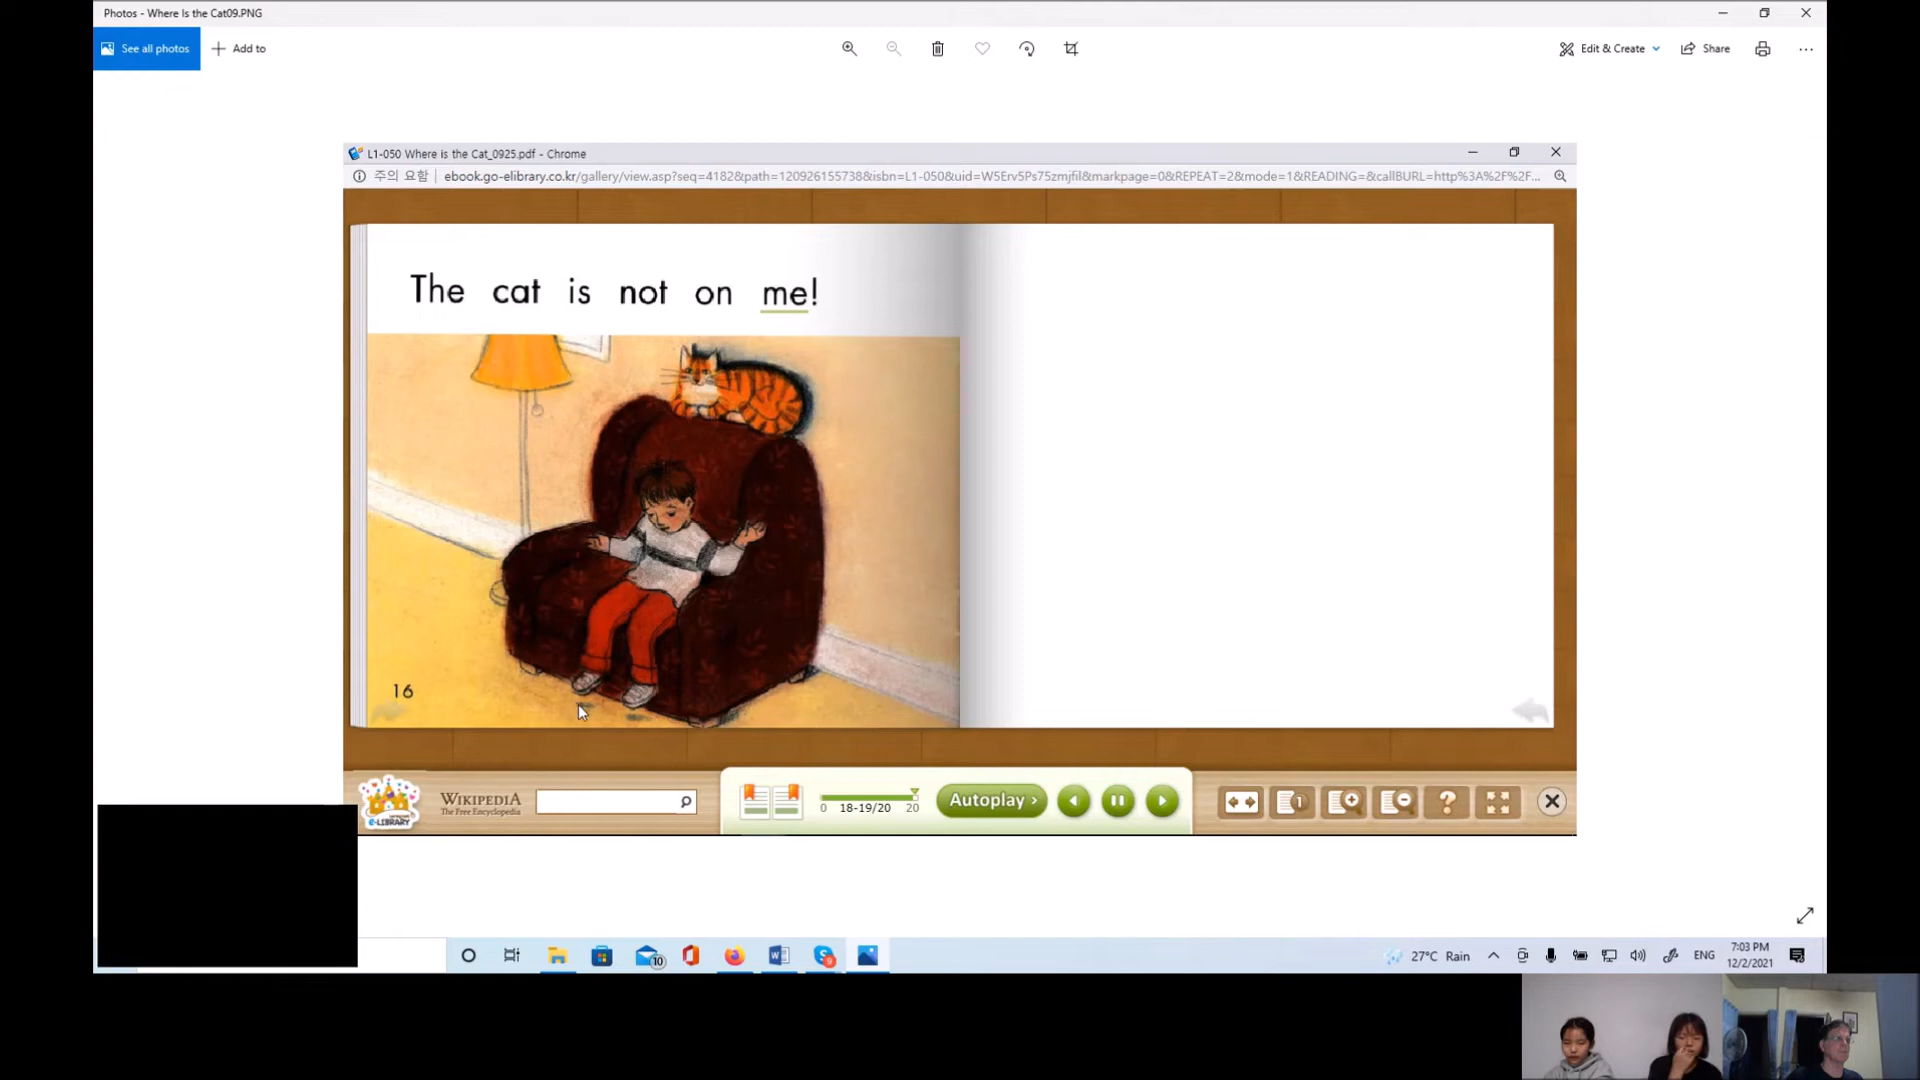 Photos - Where Is the Cat09.PNG
See all photos
Add to
Edit & Create
Share
L1-050 Where is the Cat_0925.pdf - Chrome
주의 요함 | ebook.go-elibrary.co.kr/gallery/view.asp?seq=4182&path=120926155738&isbn=L1-050&uid=W5Erv5Ps75zmjfil&markpage=0&REPEAT=2&mode=1&READING=&callBURL=http%3A%2F%2F...
The cat is not on me!
16
e-LIBRARY
WIKIPEDIA
The Free Encyclopedia
0 18-19/20 20
Autoplay ›
1
?
10
9
27°C Rain
ENG
7:03 PM
12/2/2021